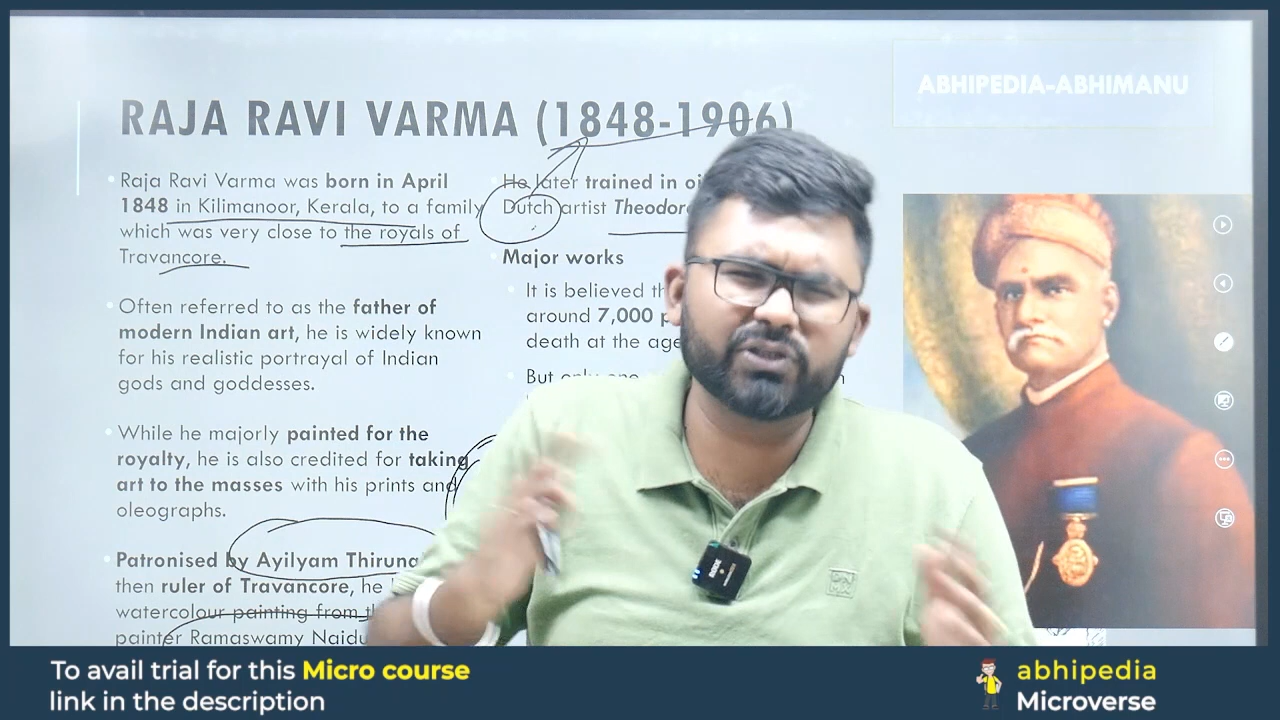 ABHIPEDIA-ABHIMANU
RAJA RAVI VARMA (1848-1906)
Raja Ravi Varma was born in April
1848 in Kilimanoor, Kerala, to a family
which was very close to the royals of
Travancore.
Often referred to as the father of
modern Indian art, he is widely known
for his realistic portrayal of Indian
gods and goddesses.
While he majorly painted for the
royalty, he is also credited for taking
art to the masses with his prints and
oleographs.
Patronised by Ayilyam
then ruler of Travancore, he
watercolour painting from
painter Ramaswamy Naidu
He later trained in
Dutch artist
Major works
It is believed
around 7,000
death at the
But only one
To avail trial for this Micro course
link in the description
abhipedia
Microverse